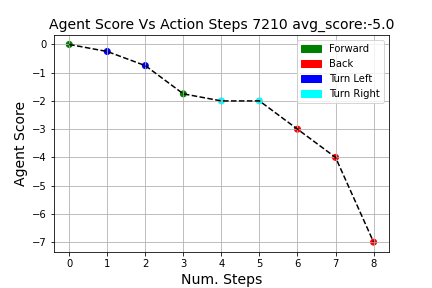 Agent Score Vs Action Steps 7210 avg_score:-5.0
Agent Score
0
−1
−2
−3
−4
−5
−6
−7
Forward
Back
Turn Left
Turn Right
0 1 2 3 4 5 6 7 8
Num. Steps